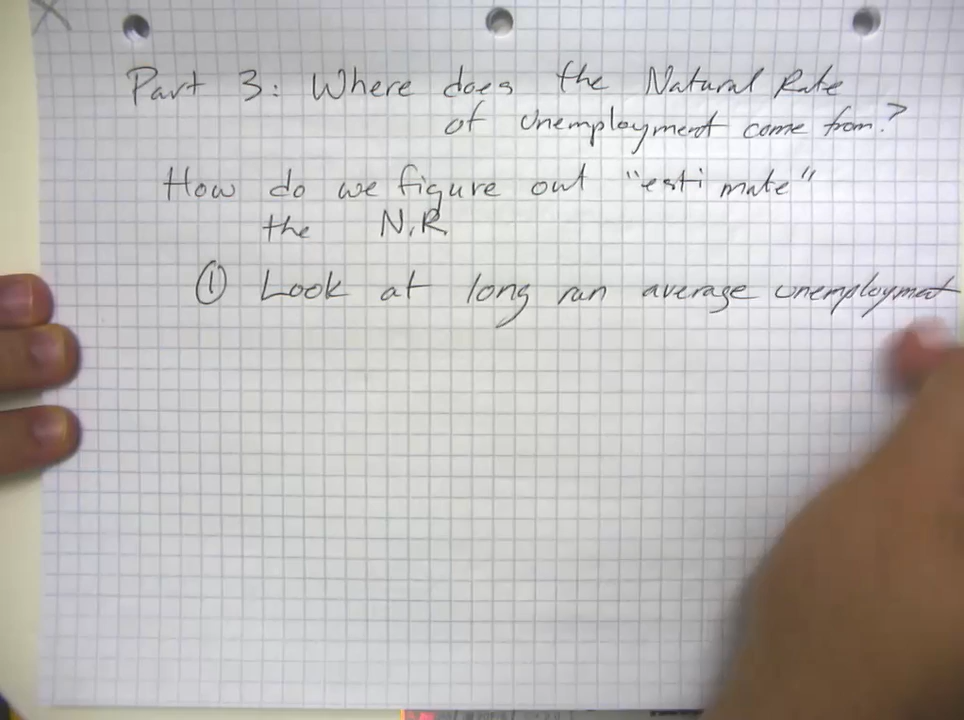 Part 3: Where does the Natural Rate
of Unemployment come from?
How do we figure out "estimate"
the N.R.
① Look at long run average unemployment